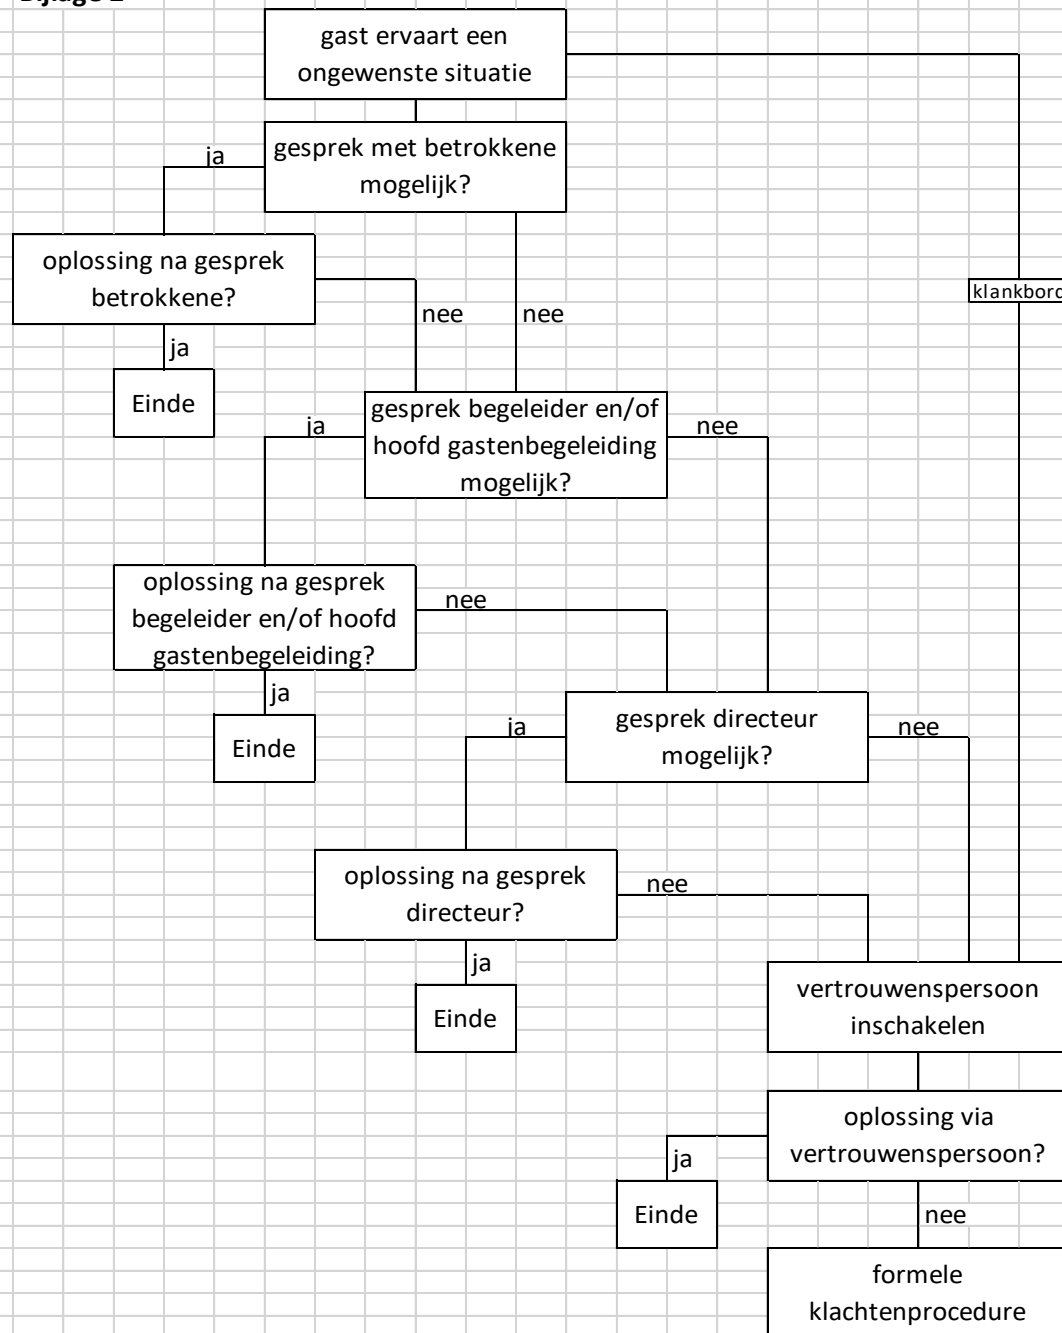 gast ervaart een
ongewenste situatie
gesprek met betrokkene
mogelijk?
ja
oplossing na gesprek
betrokkene?
klankbord
nee
nee
ja
Einde
gesprek begeleider en/of
hoofd gastenbegeleiding
mogelijk?
ja
nee
oplossing na gesprek
begeleider en/of hoofd
gastenbegeleiding?
nee
ja
Einde
gesprek directeur
mogelijk?
ja
nee
oplossing na gesprek
directeur?
nee
ja
Einde
vertrouwenspersoon
inschakelen
oplossing via
vertrouwenspersoon?
ja
Einde
nee
formele
klachtenprocedure